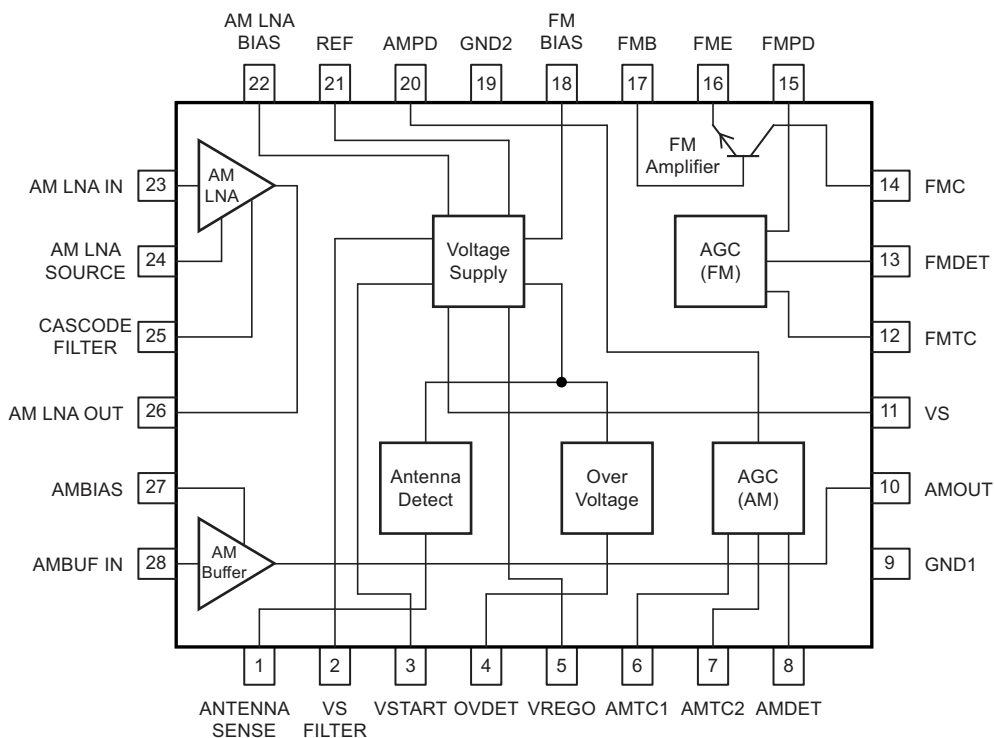 AM LNA
BIAS
REF
AMPD
GND2
FM
BIAS
FMB
FME
FMPD
22
21
20
19
18
17
16
15
AM LNA IN
23
AM
LNA
FM
Amplifier
14
FMC
AM LNA
SOURCE
24
Voltage
Supply
AGC
(FM)
13
FMDET
CASCODE
FILTER
25
12
FMTC
AM LNA OUT
26
11
VS
AMBIAS
27
Antenna
Detect
Over
Voltage
AGC
(AM)
10
AMOUT
AMBUF IN
28
AM
Buffer
9
GND1
1
2
3
4
5
6
7
8
ANTENNA
SENSE
VS
FILTER
VSTART
OVDET
VREGO
AMTC1
AMTC2
AMDET